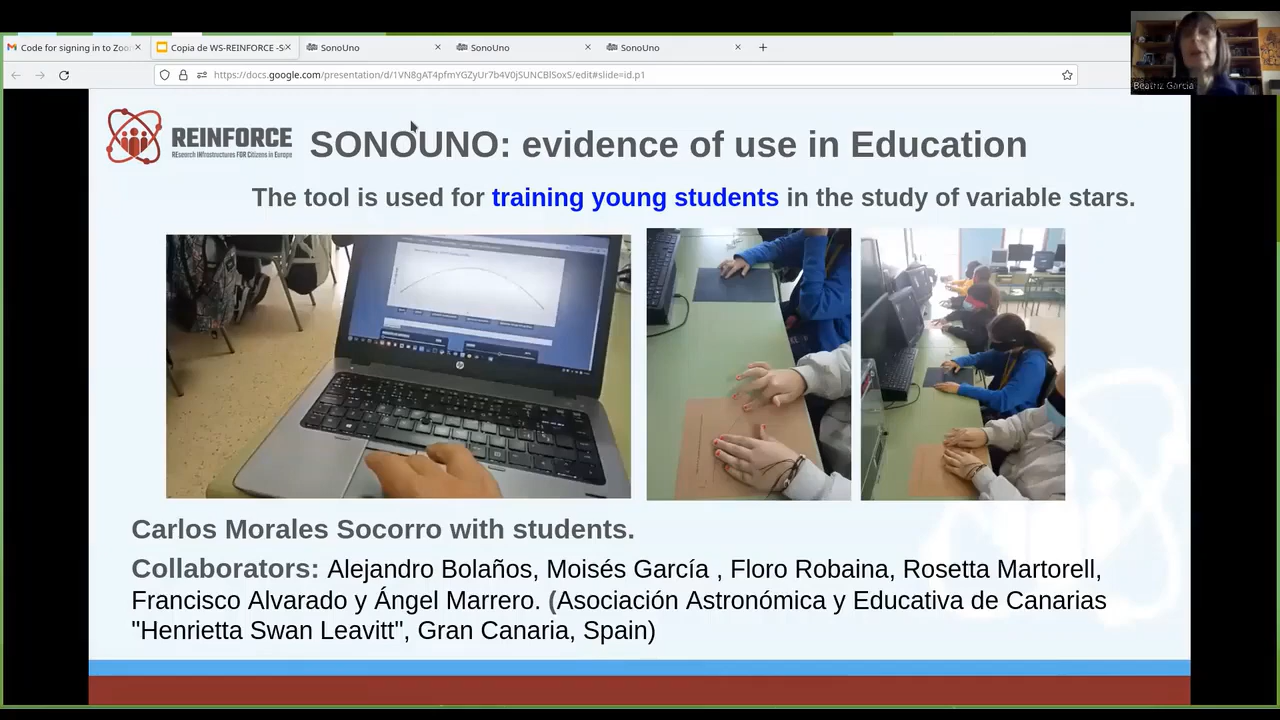 Code for signing in to Zoo
Copia de WS-REINFORCE -S
SonoUno
SonoUno
SonoUno
https://docs.google.com/presentation/d/1VN8gAT4pfmYGZyUr7b4V0jSUNCBlSoxS/edit#slide=id.p1
Beatriz García
REINFORCE
REsearch INfrastructures FOR Citizens in Europe
SONOUNO: evidence of use in Education
The tool is used for training young students in the study of variable stars.
Carlos Morales Socorro with students.
Collaborators: Alejandro Bolaños, Moisés García , Floro Robaina, Rosetta Martorell,
Francisco Alvarado y Ángel Marrero. (Asociación Astronómica y Educativa de Canarias
"Henrietta Swan Leavitt", Gran Canaria, Spain)